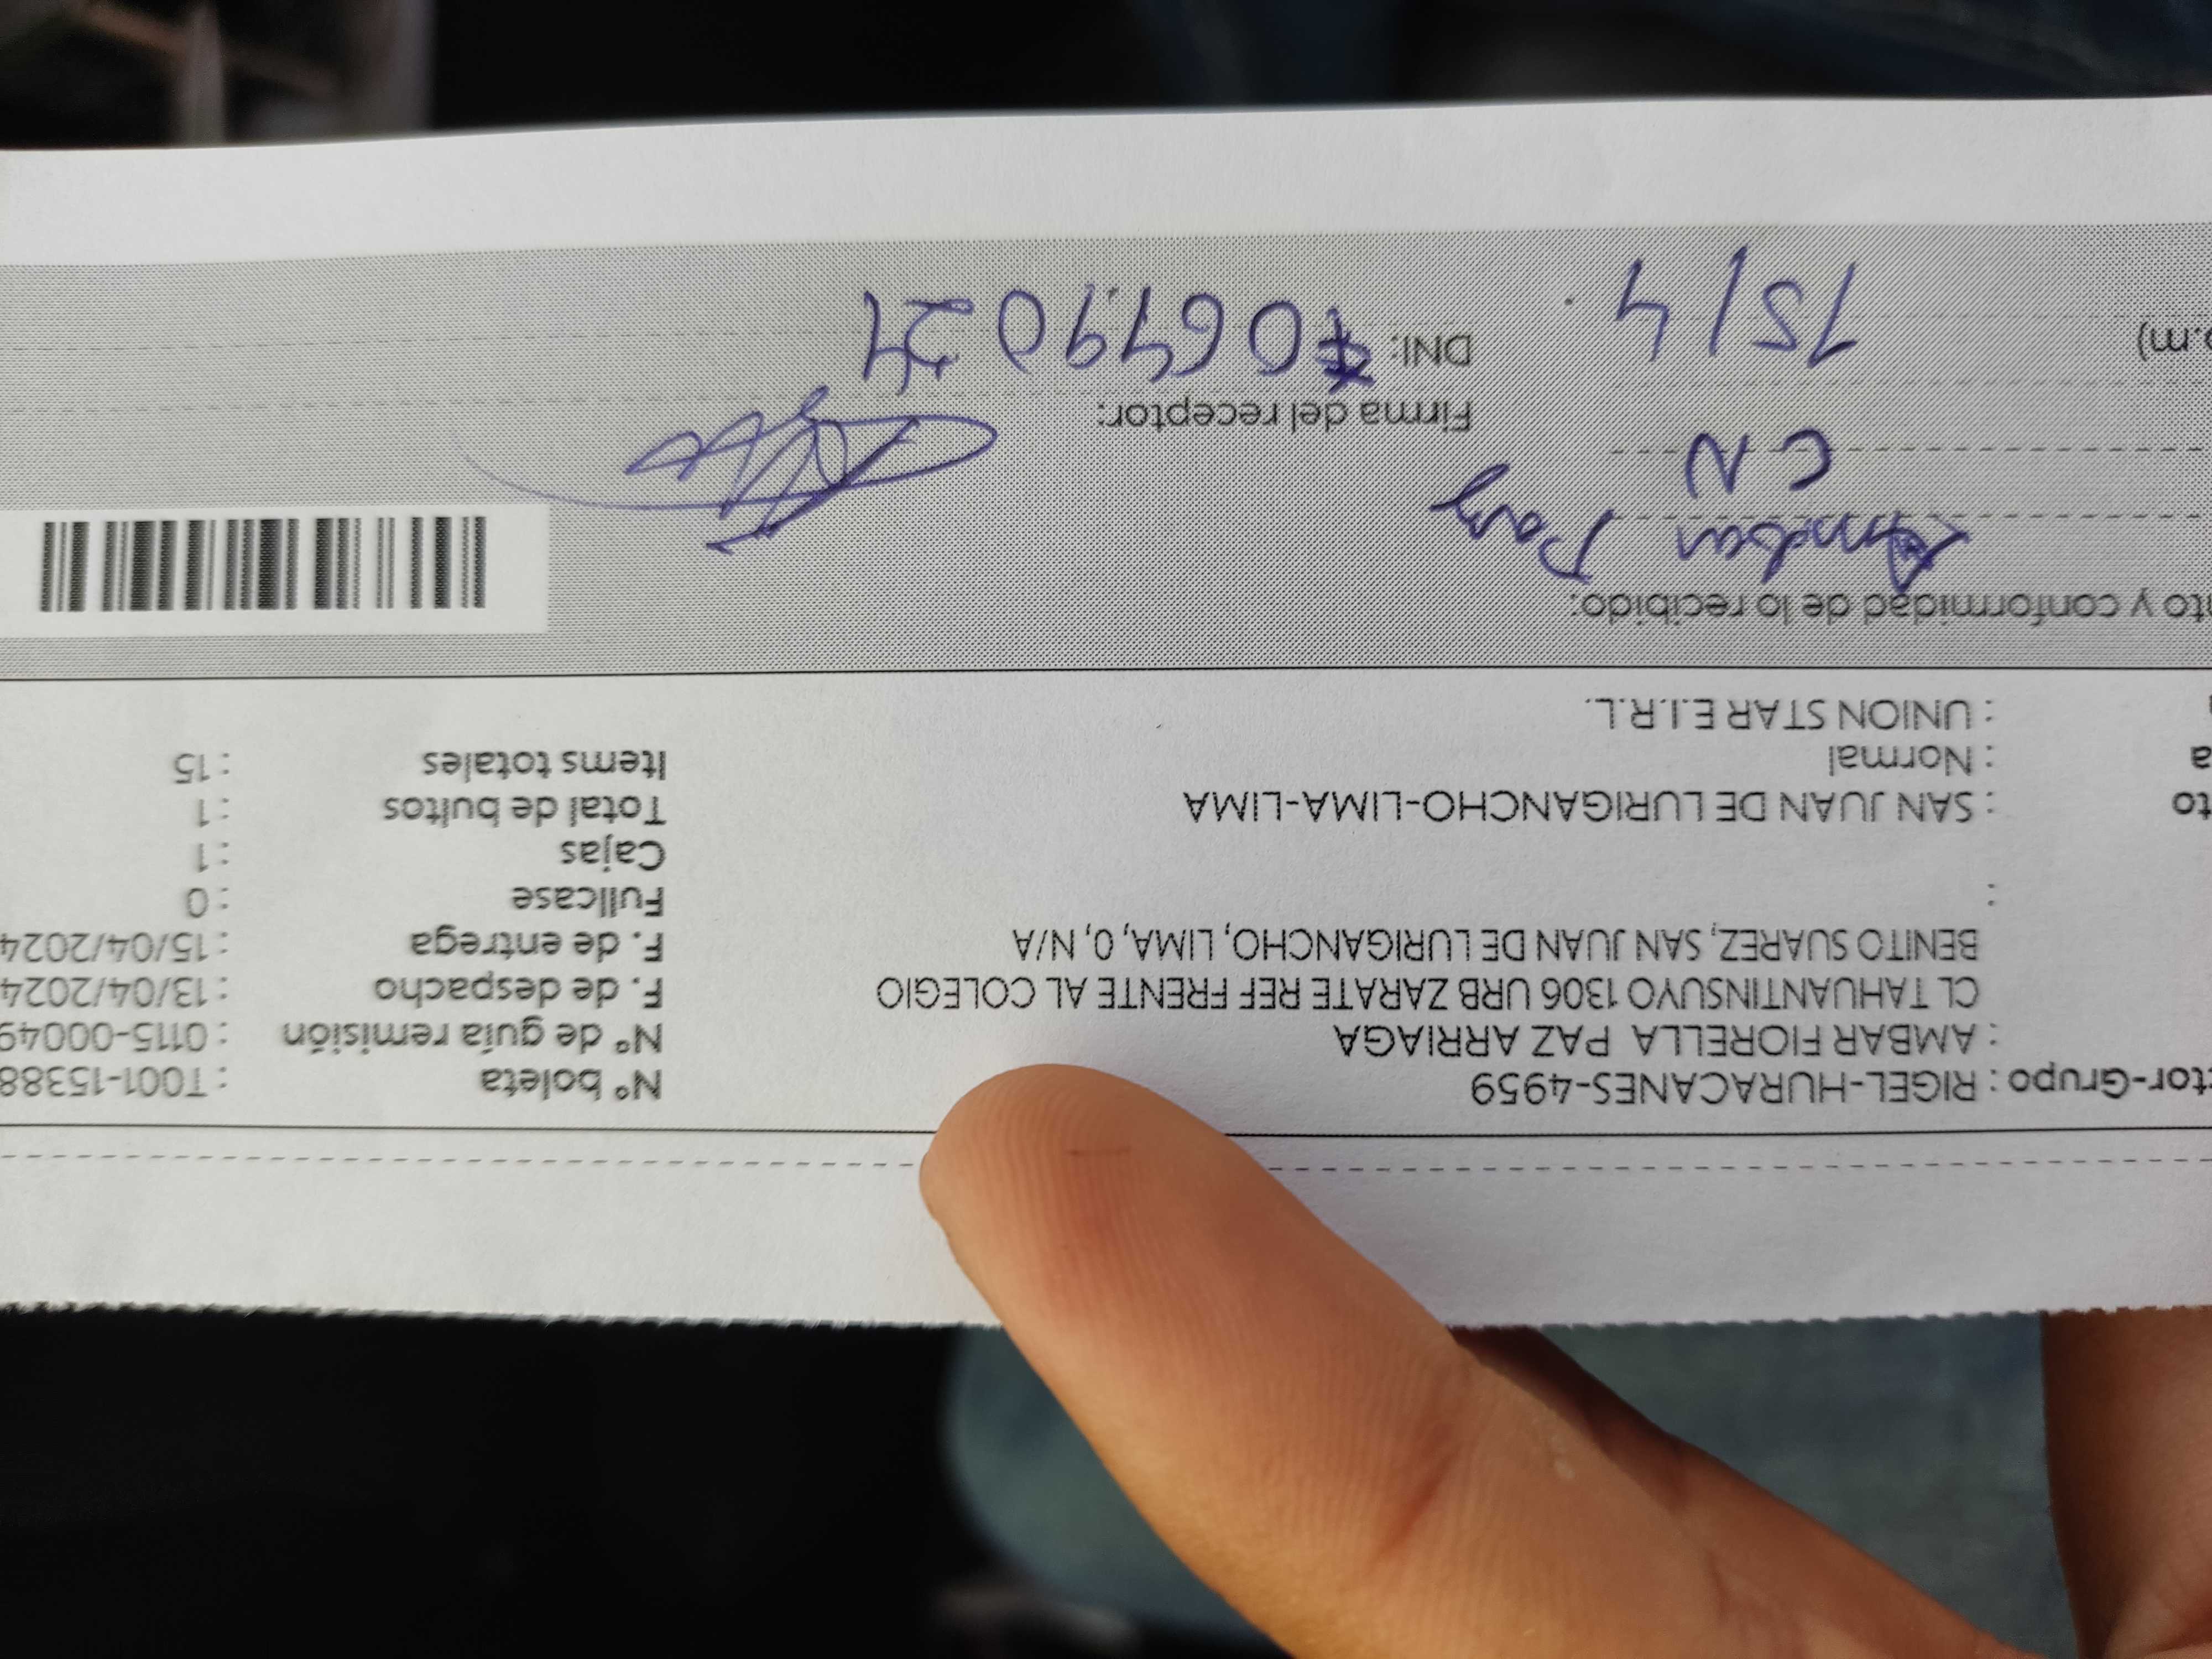 ctor-Grupo : RIGEL-HURACANES-4959
: AMBAR FIORELLA PAZ ARRIAGA
CL TAHUANTINSUYO 1306 URB ZARATE REF FRENTE AL COLEGIO
BENITO SUAREZ, SAN JUAN DE LURIGANCHO, LIMA, 0, N/A
:
to : SAN JUAN DE LURIGANCHO-LIMA-LIMA
a : Normal
: UNION STAR E.I.R.L.
N° boleta : T001-15388
N° de guía remisión : 0115-00049
F. de despacho : 13/04/2024
F. de entrega : 15/04/2024
Fullcase : 0
Cajas : 1
Total de bultos : 1
Items totales : 15
nto y conformidad de lo recibido:
Ambar Paz
CN
Firma del receptor:
p.m)
15/4
DNI: 70679024